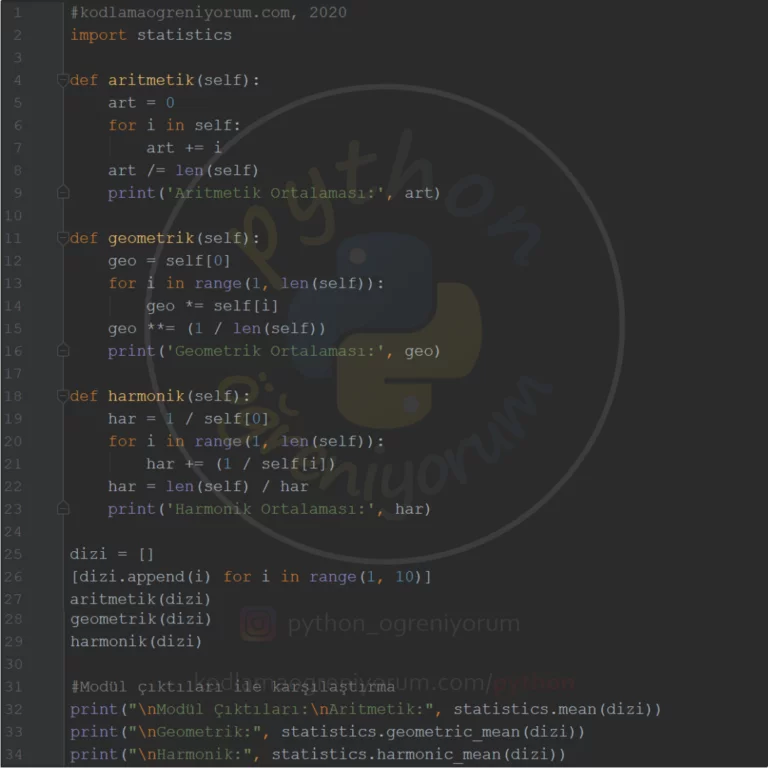 1 #kodlamaogreniyorum.com, 2020
2 import statistics
3
4 def aritmetik(self):
5     art = 0
6     for i in self:
7         art += i
8     art /= len(self)
9     print('Aritmetik Ortalaması:', art)
10
11 def geometrik(self):
12     geo = self[0]
13     for i in range(1, len(self)):
14         geo *= self[i]
15     geo **= (1 / len(self))
16     print('Geometrik Ortalaması:', geo)
17
18 def harmonik(self):
19     har = 1 / self[0]
20     for i in range(1, len(self)):
21         har += (1 / self[i])
22     har = len(self) / har
23     print('Harmonik Ortalaması:', har)
24
25 dizi = []
26 [dizi.append(i) for i in range(1, 10)]
27 aritmetik(dizi)
28 geometrik(dizi)
29 harmonik(dizi)
30
31 #Modül çıktıları ile karşılaştırma
32 print("\nModül Çıktıları:\nAritmetik:", statistics.mean(dizi))
33 print("\nGeometrik:", statistics.geometric_mean(dizi))
34 print("\nHarmonik:", statistics.harmonic_mean(dizi))
python
öğreniyorum
python_ogreniyorum
kodlamaogreniyorum.com/python